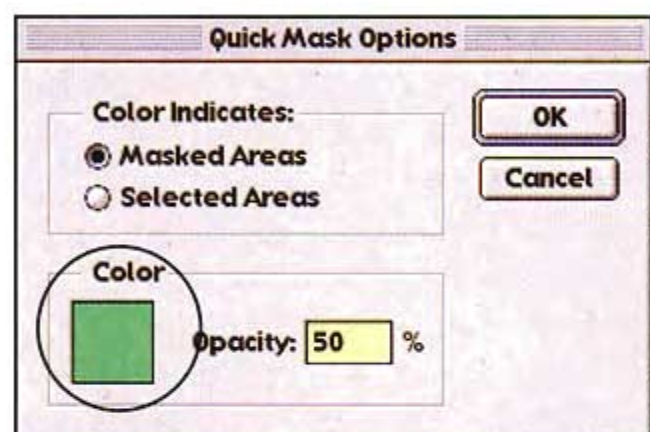 Quick Mask Options
Color Indicates:
Masked Areas
Selected Areas
OK
Cancel
Color
Opacity: 50 %